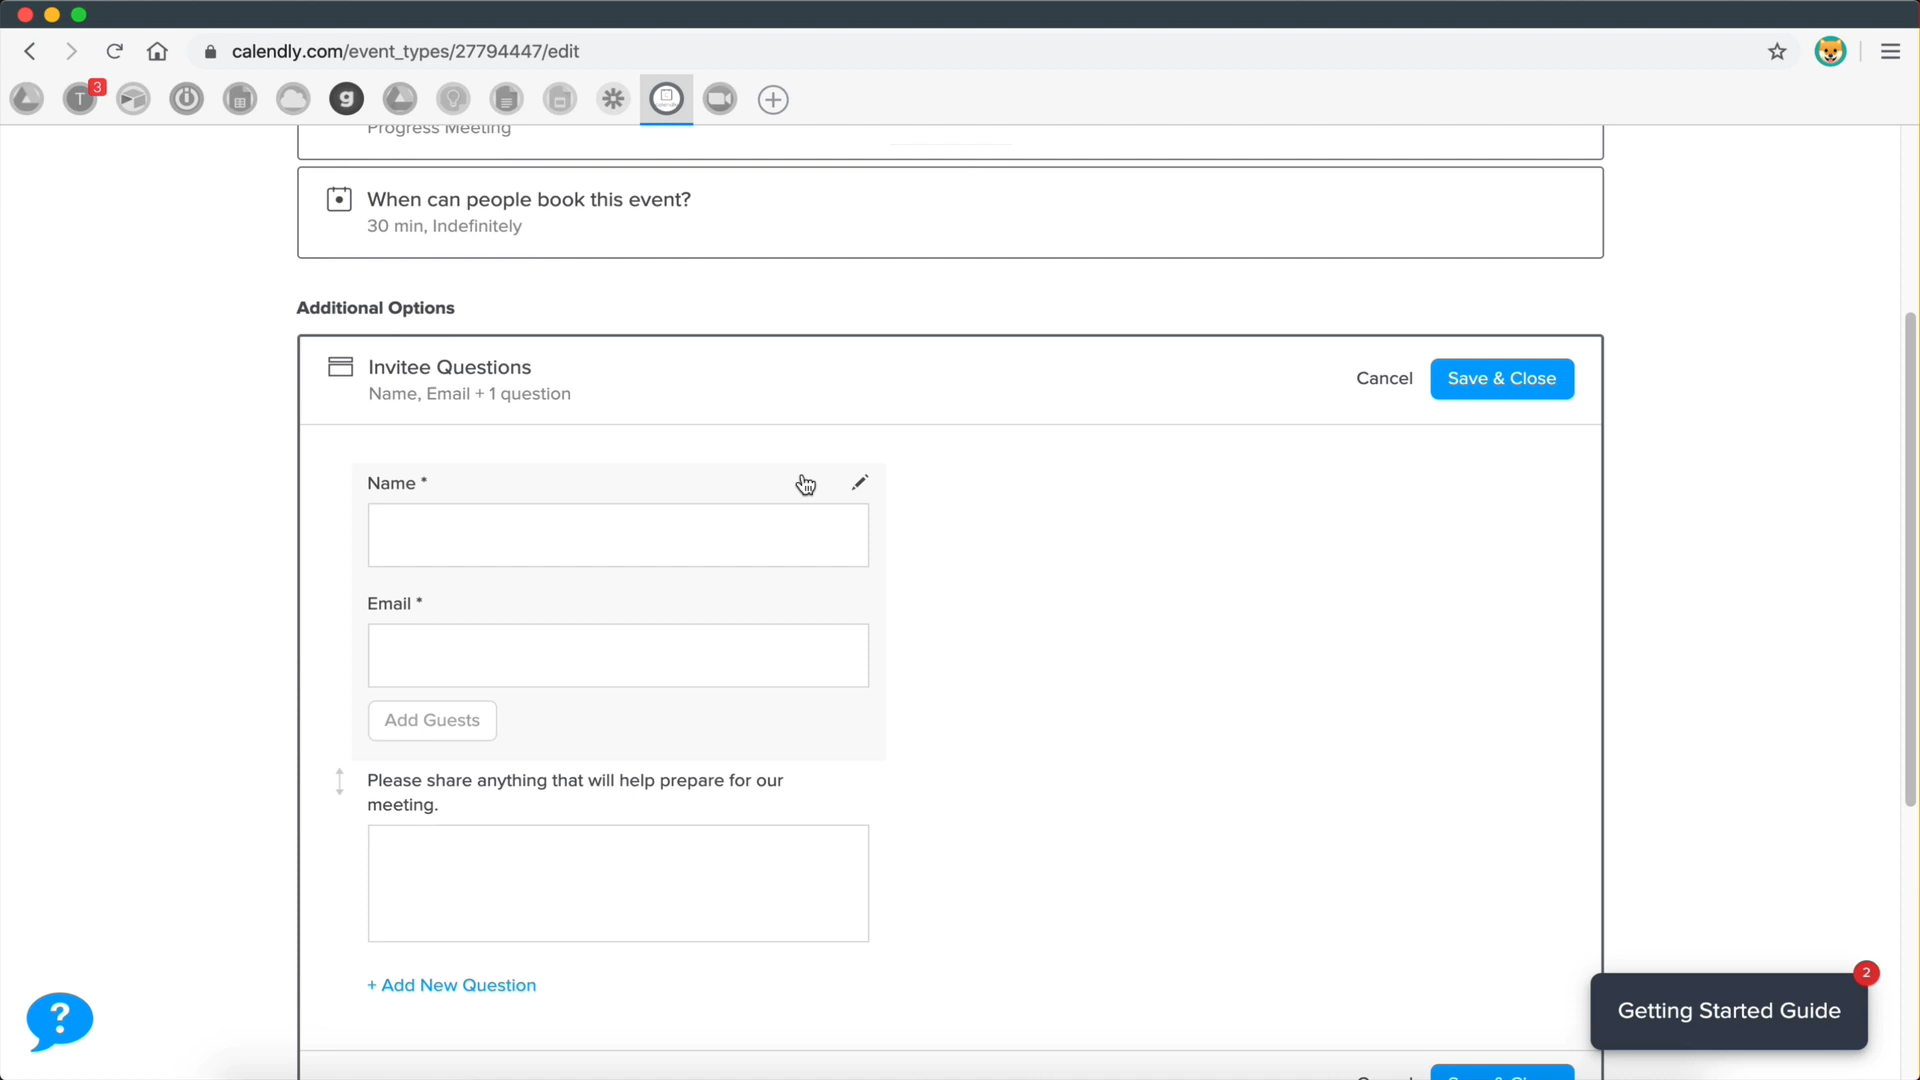 calendly.com/event_types/27794447/edit
3
T
g
Progress Meeting
When can people book this event?
30 min, Indefinitely
Additional Options
Invitee Questions
Name, Email + 1 question
Cancel
Save & Close
Name *
Email *
Add Guests
Please share anything that will help prepare for our
meeting.
+ Add New Question
?
2
Getting Started Guide